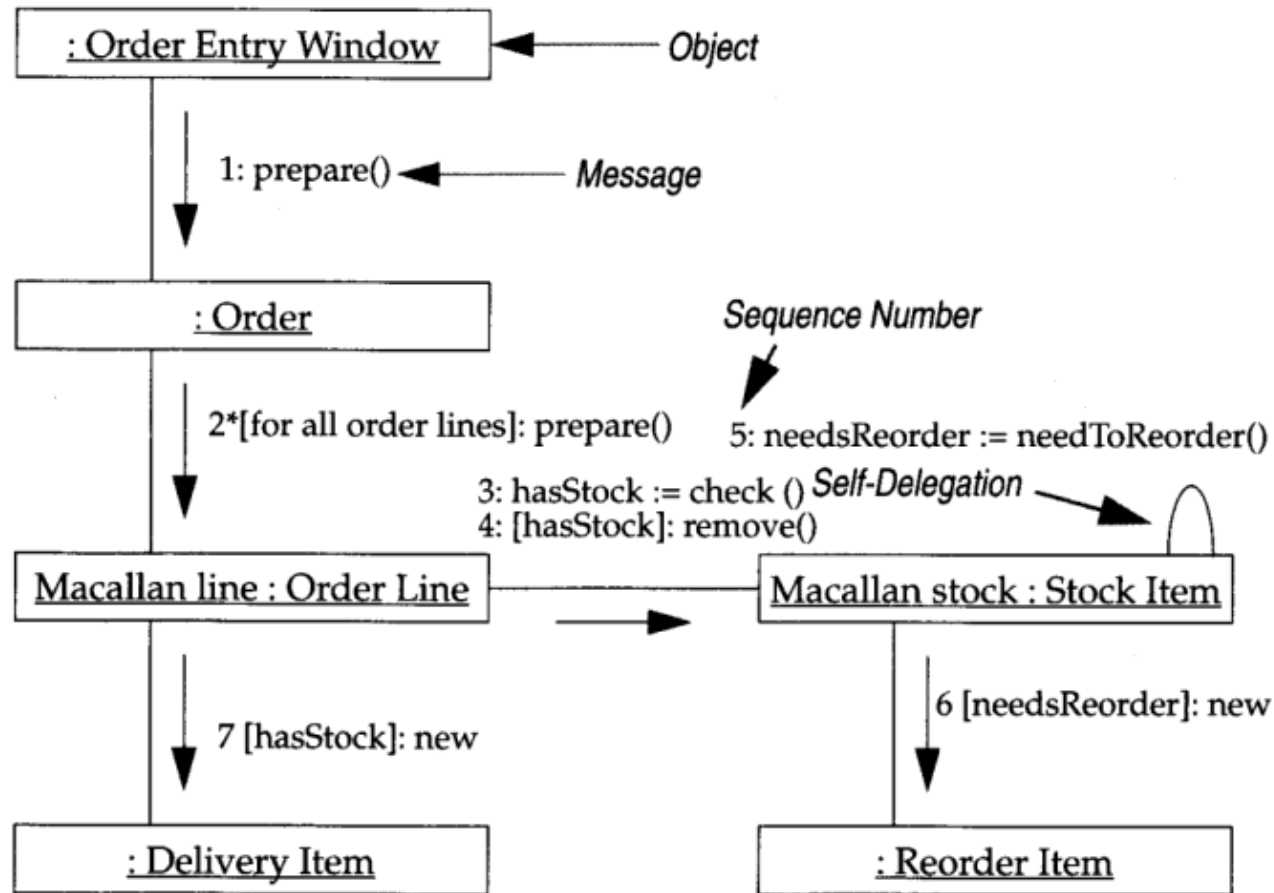 : Order Entry Window
Object
1: prepare()
Message
: Order
Sequence Number
2*[for all order lines]: prepare()
5: needsReorder := needToReorder()
3: hasStock := check ()
Self-Delegation
4: [hasStock]: remove()
Macallan line : Order Line
Macallan stock : Stock Item
7 [hasStock]: new
6 [needsReorder]: new
: Delivery Item
: Reorder Item